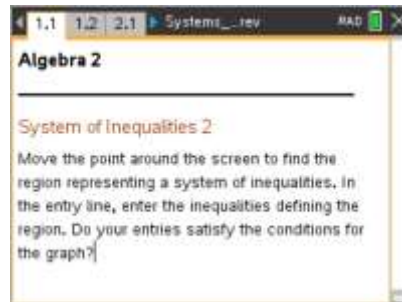 1.1 1.2 2.1 Systems_...rev RAD
Algebra 2
System of Inequalities 2
Move the point around the screen to find the
region representing a system of inequalities. In
the entry line, enter the inequalities defining the
region. Do your entries satisfy the conditions for
the graph?